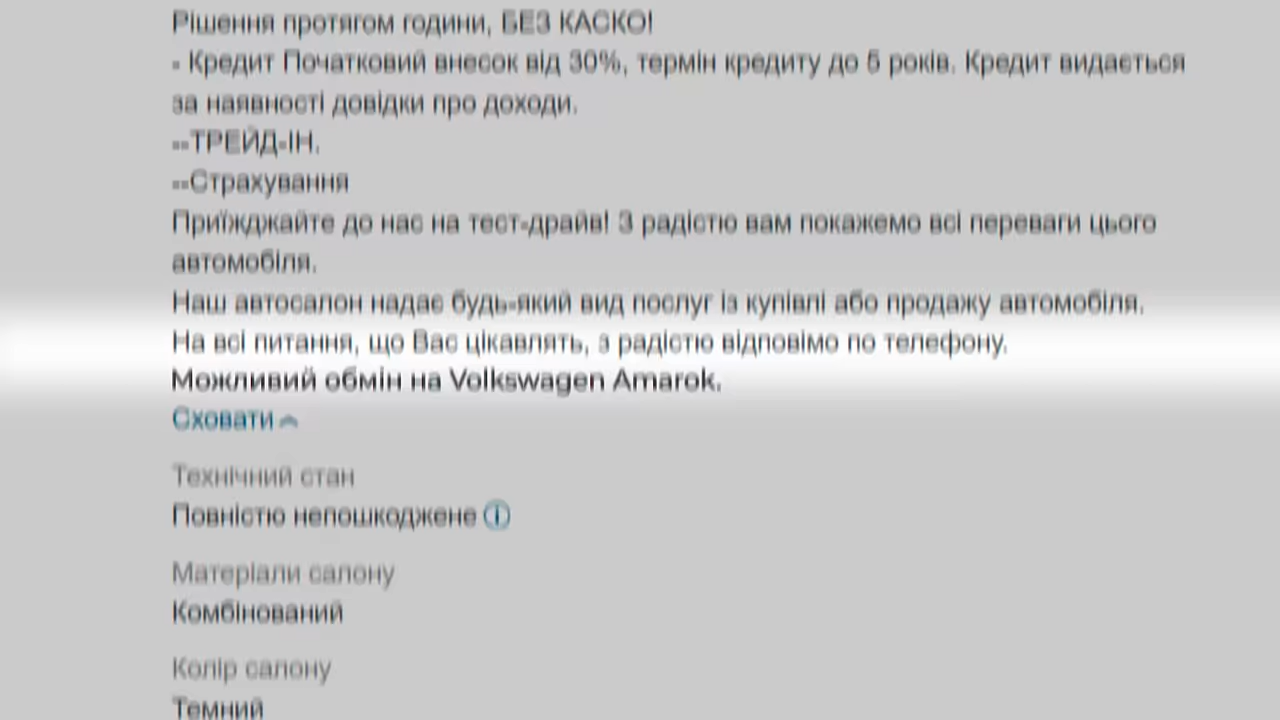 Рішення протягом години, БЕЗ КАСКО!
- Кредит Початковий внесок від 30%, термін кредиту до 5 років. Кредит видається
за наявності довідки про доходи.
--ТРЕЙД-ІН.
--Страхування
Приїжджайте до нас на тест-драйв! З радістю вам покажемо всі переваги цього
автомобіля.
Наш автосалон надає будь-який вид послуг із купівлі або продажу автомобіля.
На всі питання, що Вас цікавлять, з радістю відповімо по телефону.
Можливий обмін на Volkswagen Amarok.
Сховати
Технічний стан
Повністю непошкоджене
Матеріали салону
Комбінований
Колір салону
Темний